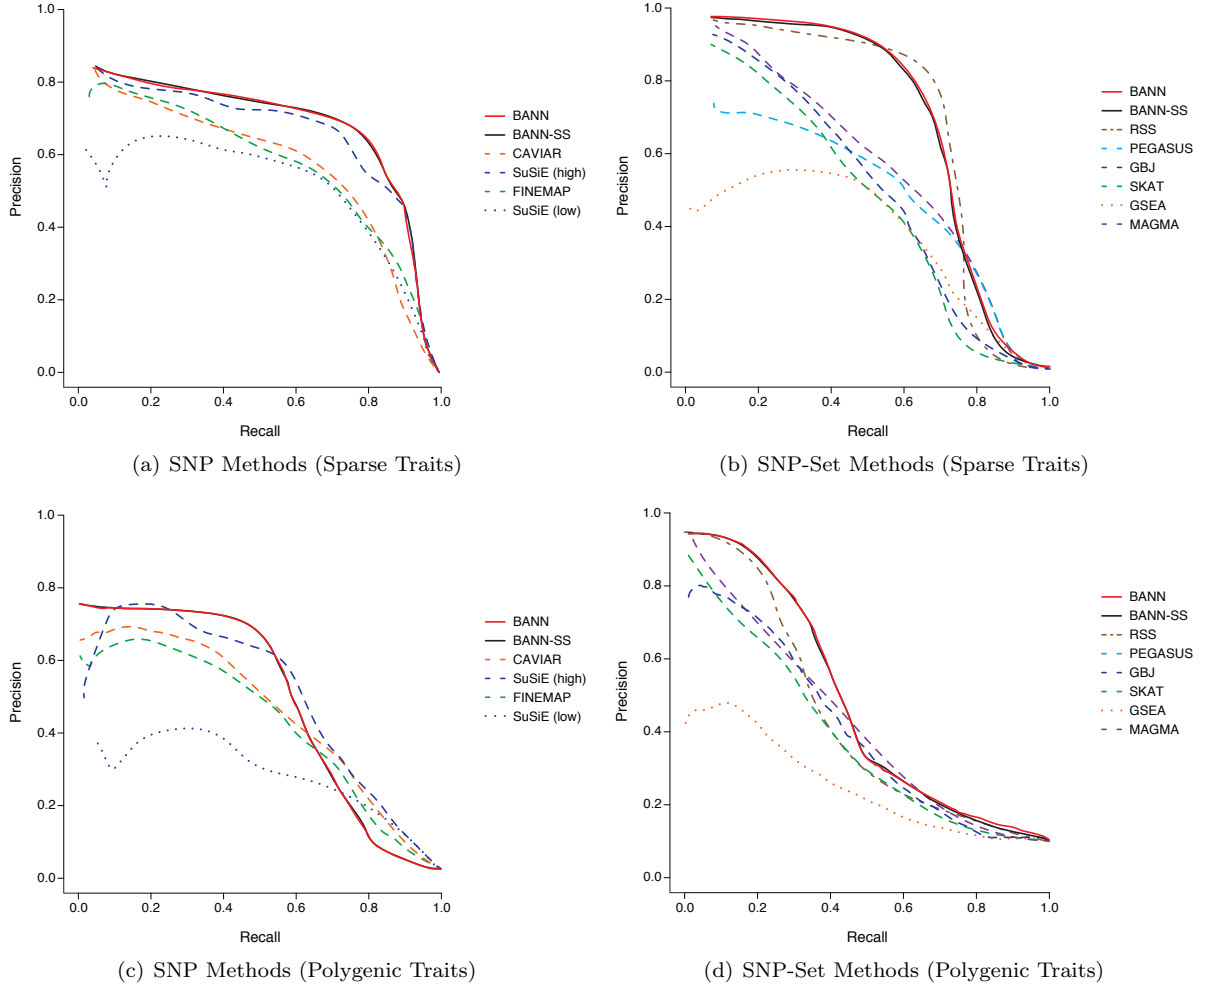 1.0
0.8
0.6
0.4
0.2
0.0
Precision
0.0 0.2 0.4 0.6 0.8 1.0
Recall
BANN
BANN-SS
CAVIAR
SuSiE (high)
FINEMAP
SuSiE (low)
(a) SNP Methods (Sparse Traits)
1.0
0.8
0.6
0.4
0.2
0.0
Precision
0.0 0.2 0.4 0.6 0.8 1.0
Recall
BANN
BANN-SS
RSS
PEGASUS
GBJ
SKAT
GSEA
MAGMA
(b) SNP-Set Methods (Sparse Traits)
1.0
0.8
0.6
0.4
0.2
0.0
Precision
0.0 0.2 0.4 0.6 0.8 1.0
Recall
BANN
BANN-SS
CAVIAR
SuSiE (high)
FINEMAP
SuSiE (low)
(c) SNP Methods (Polygenic Traits)
1.0
0.8
0.6
0.4
0.2
0.0
Precision
0.0 0.2 0.4 0.6 0.8 1.0
Recall
BANN
BANN-SS
RSS
PEGASUS
GBJ
SKAT
GSEA
MAGMA
(d) SNP-Set Methods (Polygenic Traits)